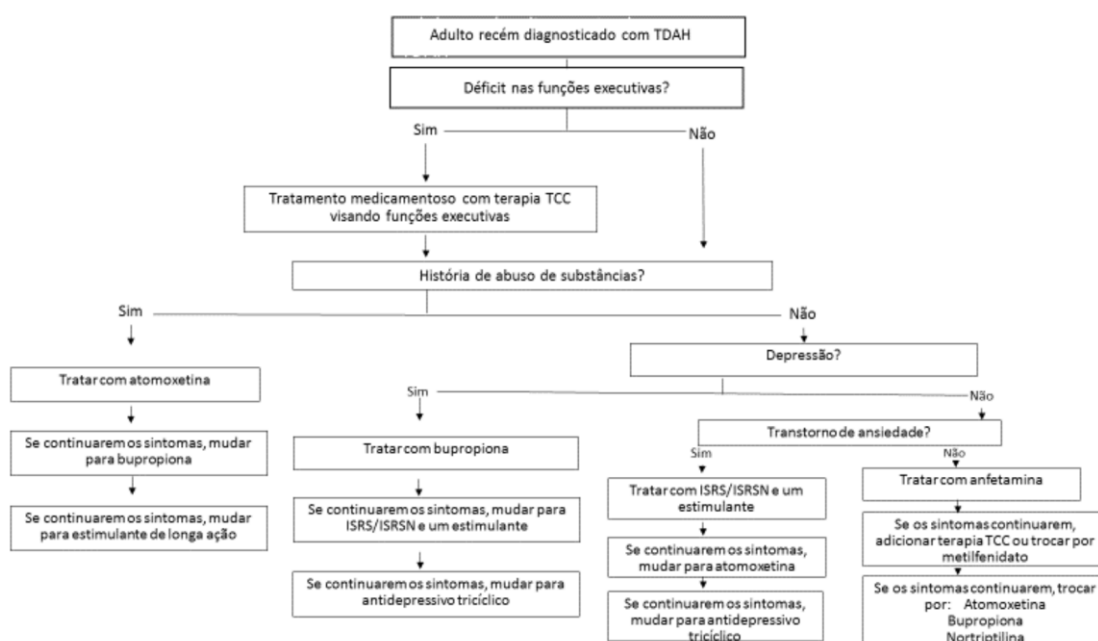 Adulto recém diagnosticado com TDAH
Déficit nas funções executivas?
Sim
Não
Tratamento medicamentoso com terapia TCC
visando funções executivas
História de abuso de substâncias?
Sim
Não
Depressão?
Tratar com atomoxetina
Sim
Não
Se continuarem os sintomas, mudar
para bupropiona
Tratar com bupropiona
Transtorno de ansiedade?
Sim
Não
Se continuarem os sintomas, mudar
para estimulante de longa ação
Se continuarem os sintomas, mudar para
ISRS/ISRSN e um estimulante
Tratar com ISRS/ISRSN e um
estimulante
Tratar com anfetamina
Se continuarem os sintomas, mudar para
antidepressivo tricíclico
Se continuarem os sintomas,
mudar para atomoxetina
Se os sintomas continuarem,
adicionar terapia TCC ou trocar por
metilfenidato
Se continuarem os sintomas,
mudar para antidepressivo
tricíclico
Se os sintomas continuarem, trocar
por: Atomoxetina
Bupropiona
Nortriptilina